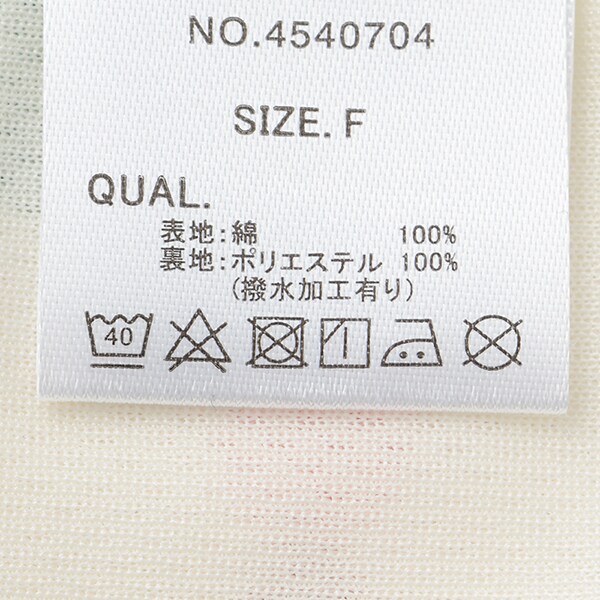 NO.4540704
SIZE. F
QUAL.
表地:綿 100%
裏地:ポリエステル 100%
(撥水加工有り)
40